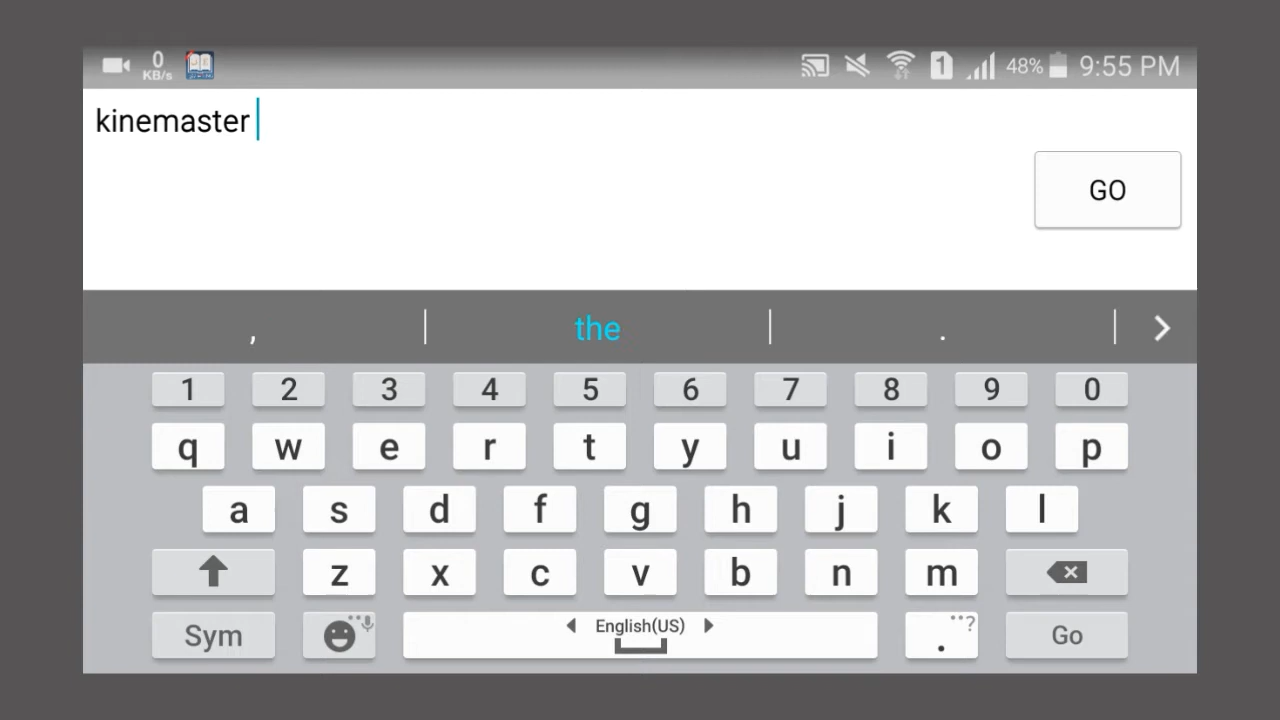 0
KB/s
1
48%
9:55 PM
kinemaster
GO
, the .
1 2 3 4 5 6 7 8 9 0
q w e r t y u i o p
a s d f g h j k l
z x c v b n m
Sym
English(US)
. ?
Go